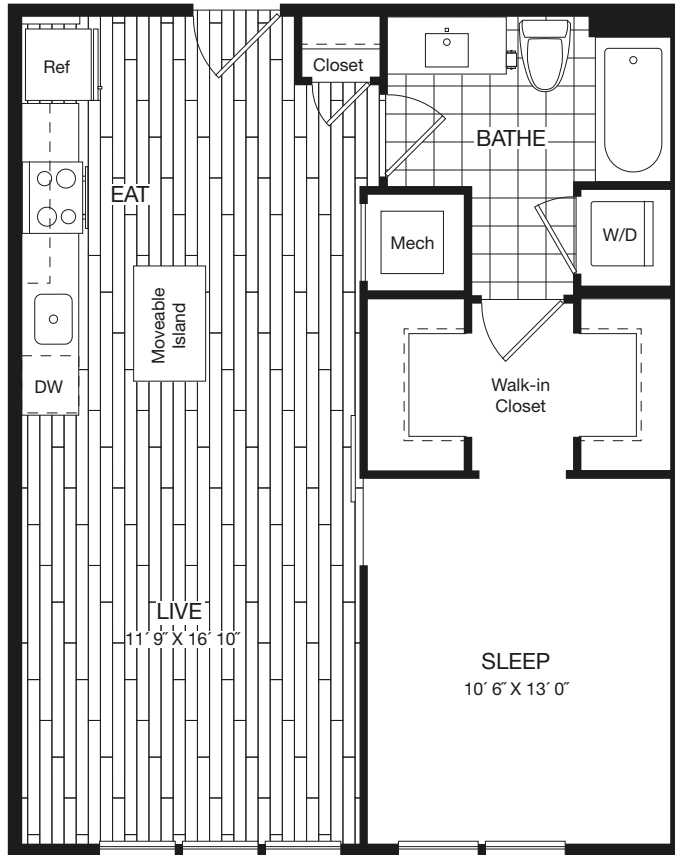 Ref
Closet
BATHE
EAT
Mech
W/D
Moveable
Island
DW
Walk-in
Closet
LIVE
11´ 9˝ X 16´ 10˝
SLEEP
10´ 6˝ X 13´ 0˝